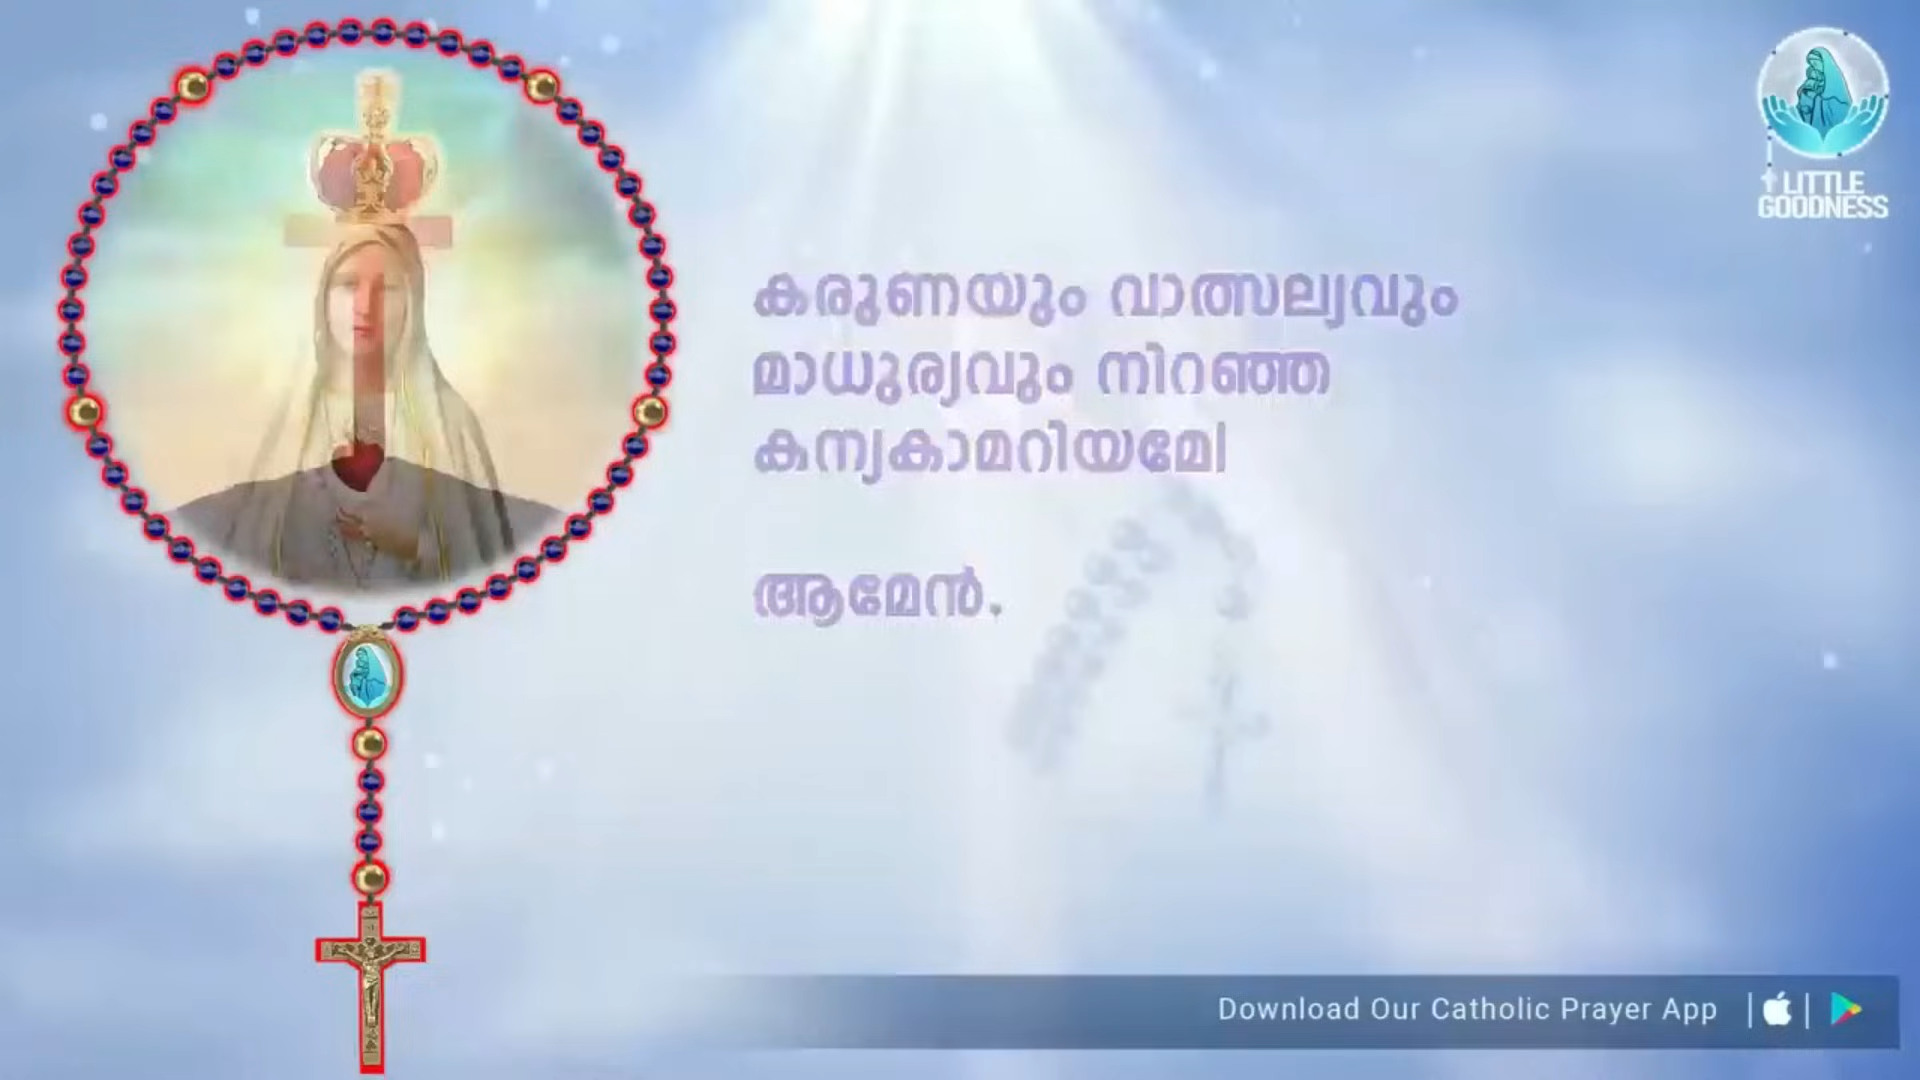 LITTLE
GOODNESS
കരുണയും വാത്സല്യവും
മാധുര്യവും നിറഞ്ഞ
കന്യകാമറിയമേ!
ആമേൻ.
Download Our Catholic Prayer App